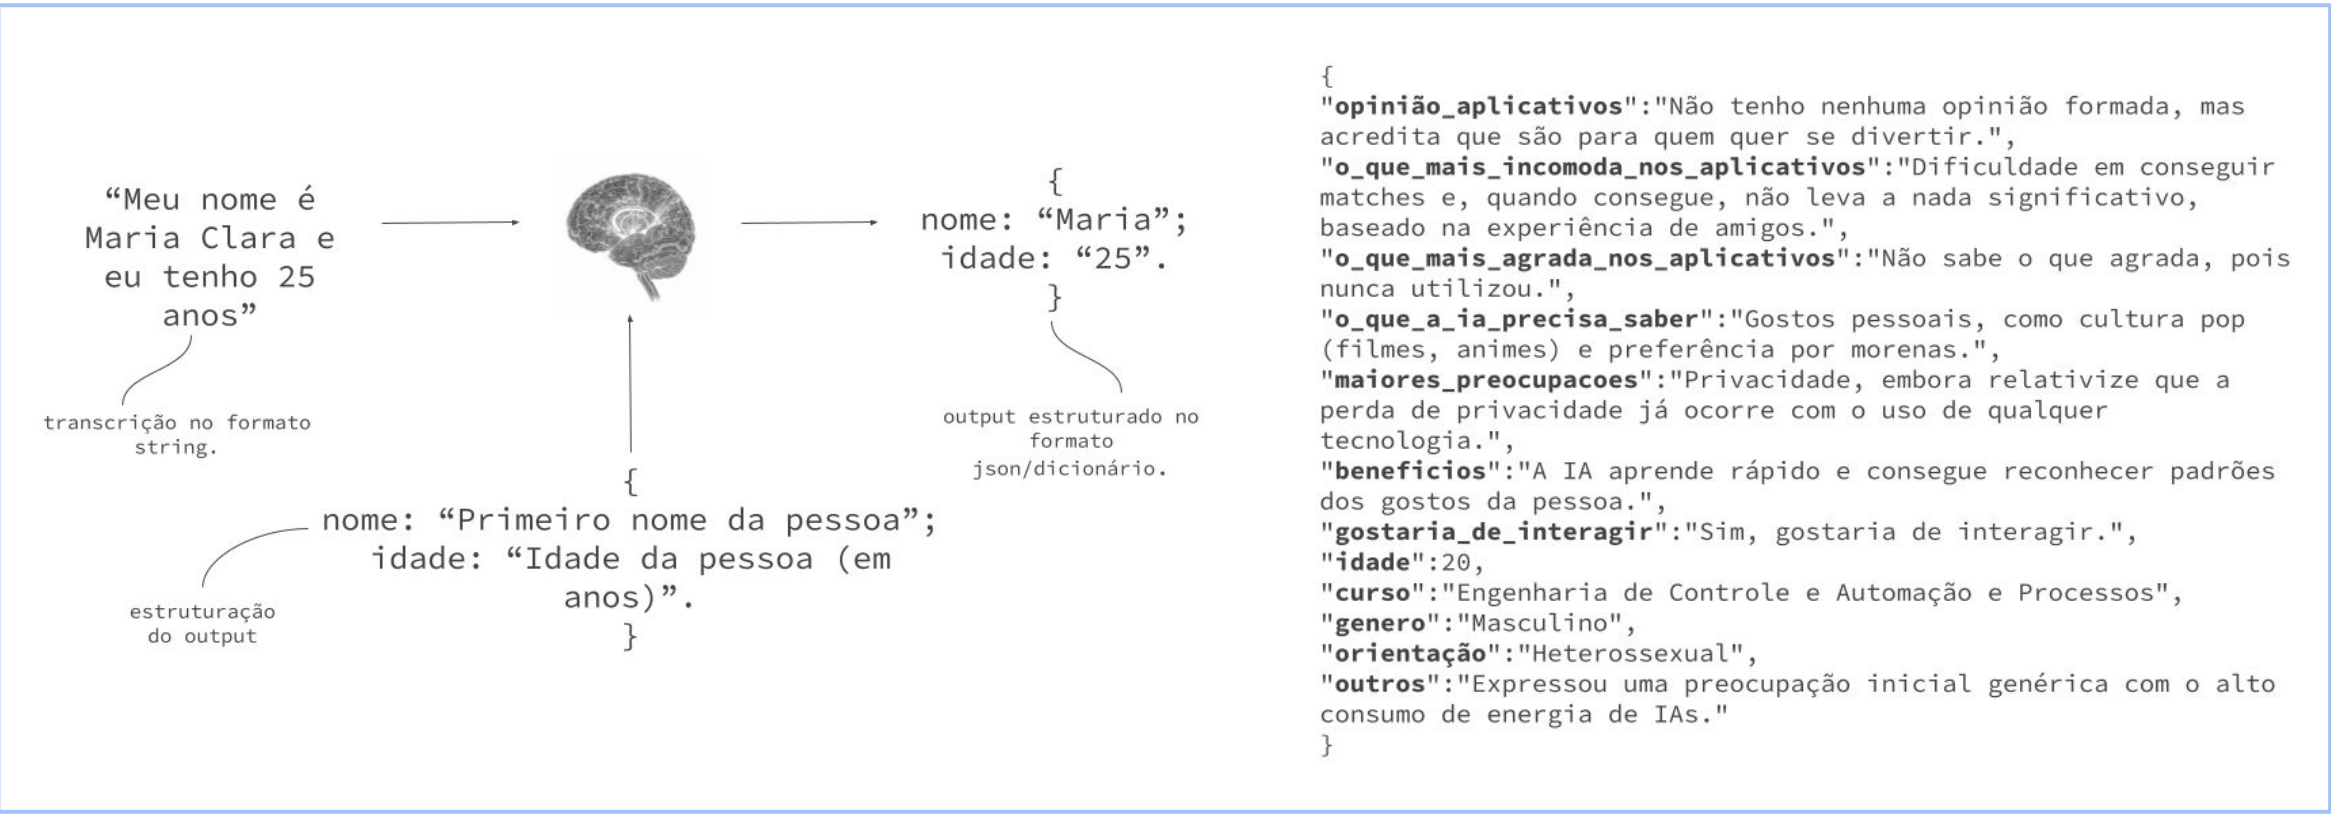 “Meu nome é
Maria Clara e
eu tenho 25
anos”
transcrição no formato
string.
{
nome: “Primeiro nome da pessoa”;
idade: “Idade da pessoa (em
anos)”.
}
estruturação
do output
{
nome: “Maria”;
idade: “25”.
}
output estruturado no
formato
json/dicionário.
{
"opinião_aplicativos":"Não tenho nenhuma opinião formada, mas
acredita que são para quem quer se divertir.",
"o_que_mais_incomoda_nos_aplicativos":"Dificuldade em conseguir
matches e, quando consegue, não leva a nada significativo,
baseado na experiência de amigos.",
"o_que_mais_agrada_nos_aplicativos":"Não sabe o que agrada, pois
nunca utilizou.",
"o_que_a_ia_precisa_saber":"Gostos pessoais, como cultura pop
(filmes, animes) e preferência por morenas.",
"maiores_preocupacoes":"Privacidade, embora relativize que a
perda de privacidade já ocorre com o uso de qualquer
tecnologia.",
"beneficios":"A IA aprende rápido e consegue reconhecer padrões
dos gostos da pessoa.",
"gostaria_de_interagir":"Sim, gostaria de interagir.",
"idade":20,
"curso":"Engenharia de Controle e Automação e Processos",
"genero":"Masculino",
"orientação":"Heterossexual",
"outros":"Expressou uma preocupação inicial genérica com o alto
consumo de energia de IAs."
}